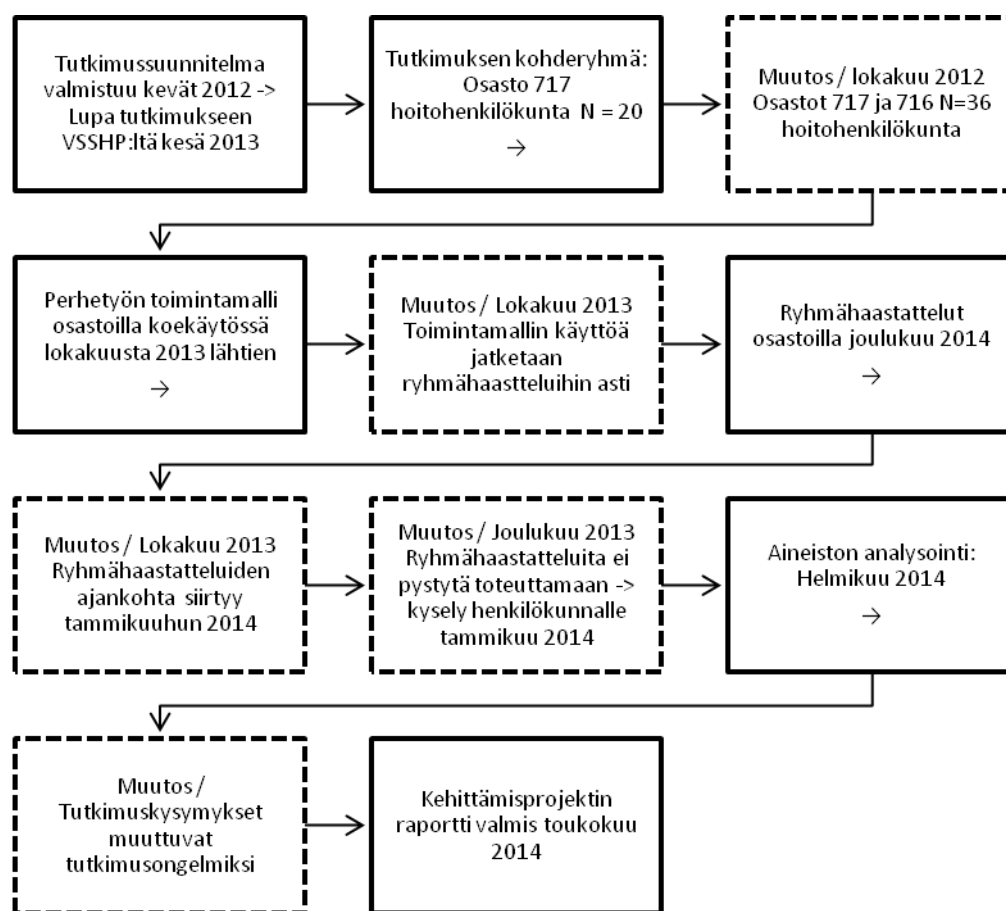 Tutkimussuunnitelma
valmistuu kevät 2012 ->
Lupa tutkimukseen
VSSHP:ltä kesä 2013
Tutkimuksen kohderyhmä:
Osasto 717
hoitohenkilökunta N = 20
→
Muutos / lokakuu 2012
Osastot 717 ja 716 N=36
hoitohenkilökunta
Perhetyön toimintamalli
osastoilla koekäytössä
lokakuusta 2013 lähtien
→
Muutos / Lokakuu 2013
Toimintamallin käyttöä
jatketaan
ryhmähaastteluihin asti
Ryhmähaastattelut
osastoilla joulukuu 2014
→
Muutos / Lokakuu 2013
Ryhmähaastatteluiden
ajankohta siirtyy
tammikuuhun 2014
Muutos / Joulukuu 2013
Ryhmähaastatteluita ei
pystytä toteuttamaan ->
kysely henkilökunnalle
tammikuu 2014
Aineiston analysointi:
Helmikuu 2014
→
Muutos /
Tutkimuskysymykset
muuttuvat
tutkimusongelmiksi
Kehittämisprojektin
raportti valmis toukokuu
2014